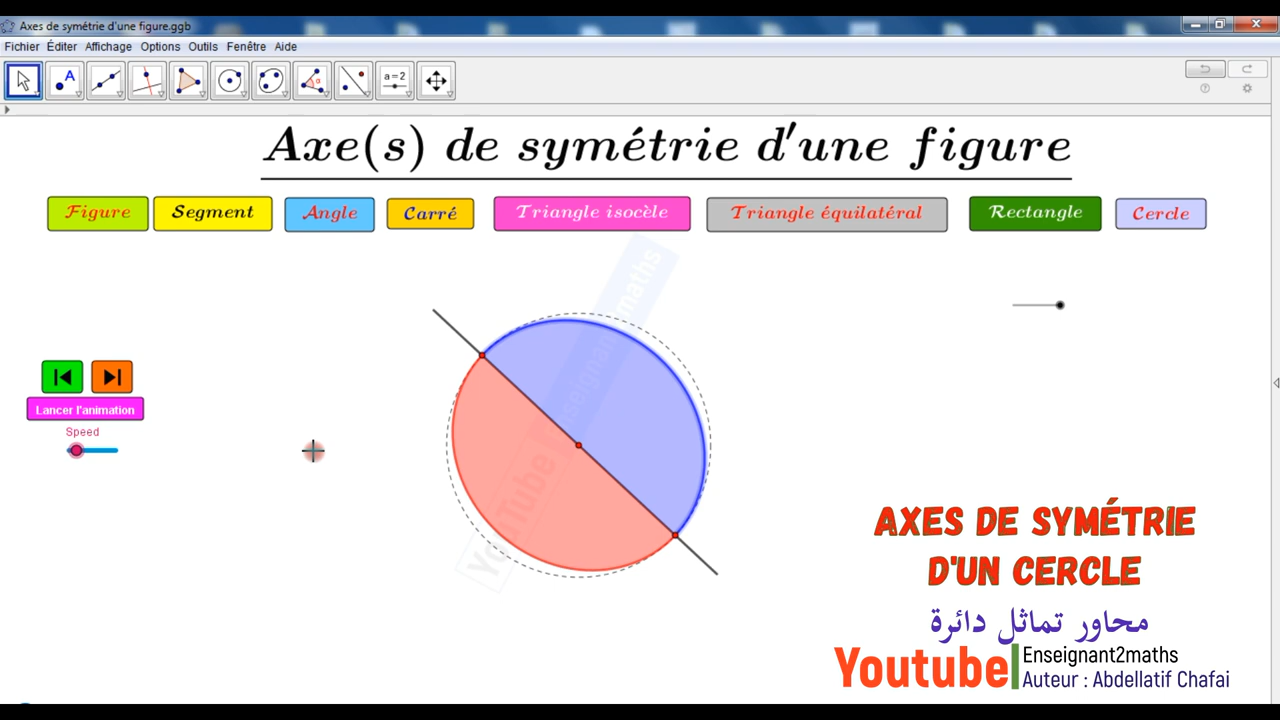 Axes de symétrie d'une figure.ggb
Fichier Éditer Affichage Options Outils Fenêtre Aide
A
α
a=2
Axe(s) de symétrie d'une figure
Figure Segment Angle Carré Triangle isocèle Triangle équilatéral Rectangle Cercle
Lancer l'animation
Speed
YouTube Enseignant2maths
AXES DE SYMÉTRIE
D'UN CERCLE
محاور تماثل دائرة
Youtube
Enseignant2maths
Auteur : Abdellatif Chafai